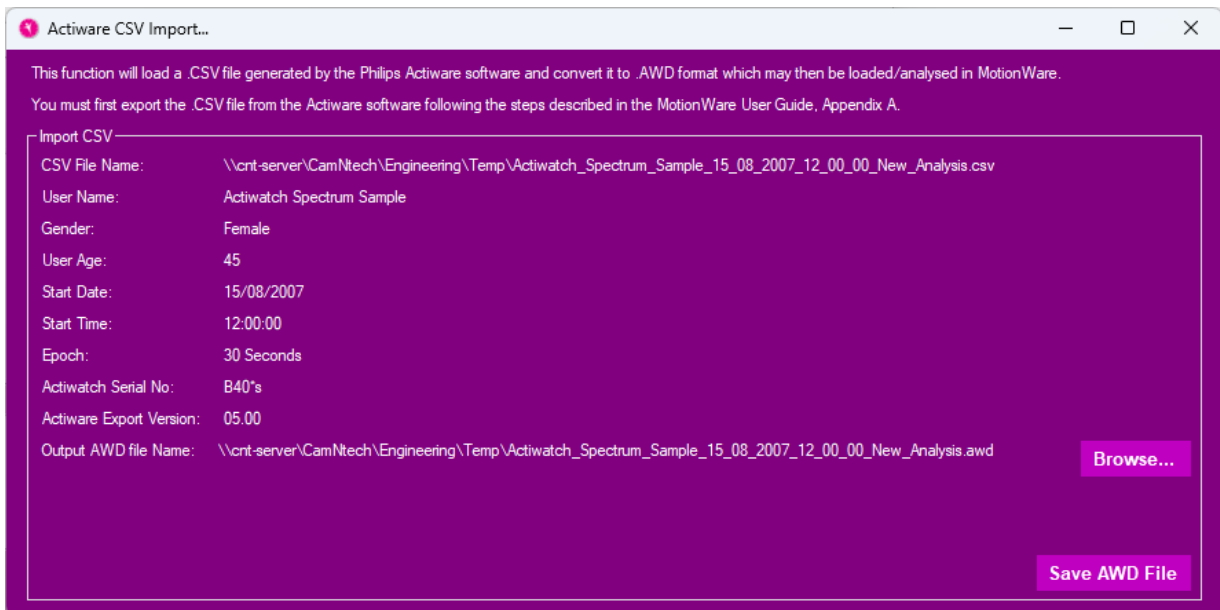 Actiware CSV Import...
This function will load a .CSV file generated by the Philips Actiware software and convert it to .AWD format which may then be loaded/analysed in MotionWare.
You must first export the .CSV file from the Actiware software following the steps described in the MotionWare User Guide, Appendix A.
Import CSV
CSV File Name: \\cnt-server\CamNtech\Engineering\Temp\Actiwatch_Spectrum_Sample_15_08_2007_12_00_00_New_Analysis.csv
User Name: Actiwatch Spectrum Sample
Gender: Female
User Age: 45
Start Date: 15/08/2007
Start Time: 12:00:00
Epoch: 30 Seconds
Actiwatch Serial No: B40"s
Actiware Export Version: 05.00
Output AWD file Name: \\cnt-server\CamNtech\Engineering\Temp\Actiwatch_Spectrum_Sample_15_08_2007_12_00_00_New_Analysis.awd
Browse...
Save AWD File